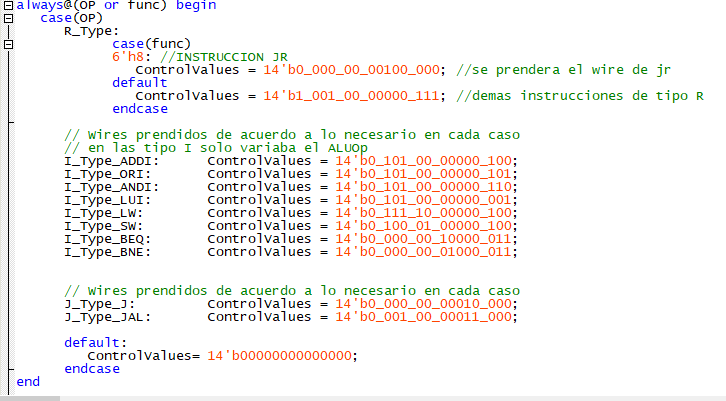 always@(OP or func) begin
case(OP)
R_Type:
case(func)
6'h8: //INSTRUCCION JR
ControlValues = 14'b0_000_00_00100_000; //se prendera el wire de jr
default
ControlValues = 14'b1_001_00_00000_111; //demas instrucciones de tipo R
endcase
// Wires prendidos de acuerdo a lo necesario en cada caso
// en las tipo I solo variaba el ALUOp
I_Type_ADDI: ControlValues = 14'b0_101_00_00000_100;
I_Type_ORI: ControlValues = 14'b0_101_00_00000_101;
I_Type_ANDI: ControlValues = 14'b0_101_00_00000_110;
I_Type_LUI: ControlValues = 14'b0_101_00_00000_001;
I_Type_LW: ControlValues = 14'b0_111_10_00000_100;
I_Type_SW: ControlValues = 14'b0_100_01_00000_100;
I_Type_BEQ: ControlValues = 14'b0_000_00_10000_011;
I_Type_BNE: ControlValues = 14'b0_000_00_01000_011;
// Wires prendidos de acuerdo a lo necesario en cada caso
J_Type_J: ControlValues = 14'b0_000_00_00010_000;
J_Type_JAL: ControlValues = 14'b0_001_00_00011_000;
default:
ControlValues= 14'b00000000000000;
endcase
end